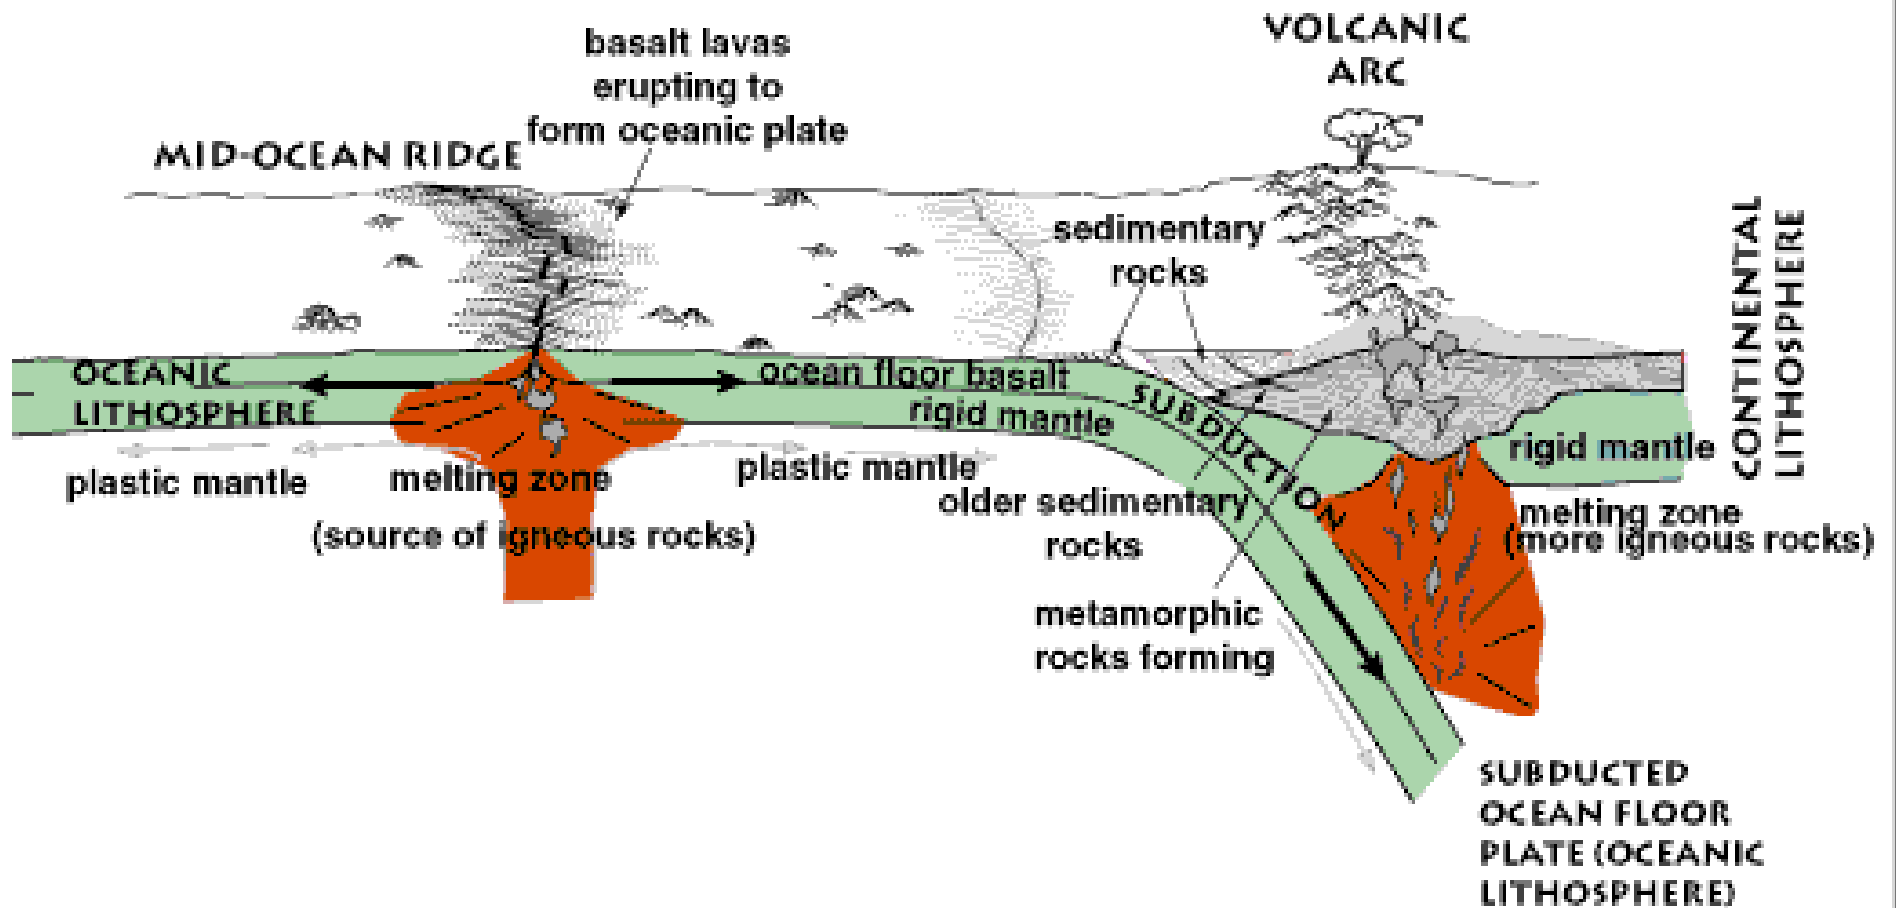 basalt lavas
erupting to
form oceanic plate
MID-OCEAN RIDGE
VOLCANIC
ARC
sedimentary
rocks
CONTINENTAL
LITHOSPHERE
OCEANIC
LITHOSPHERE
ocean floor basalt
rigid mantle
SUBDUCTION
rigid mantle
plastic mantle
melting zone
(source of igneous rocks)
plastic mantle
older sedimentary
rocks
melting zone
(more igneous rocks)
metamorphic
rocks forming
SUBDUCTED
OCEAN FLOOR
PLATE (OCEANIC
LITHOSPHERE)